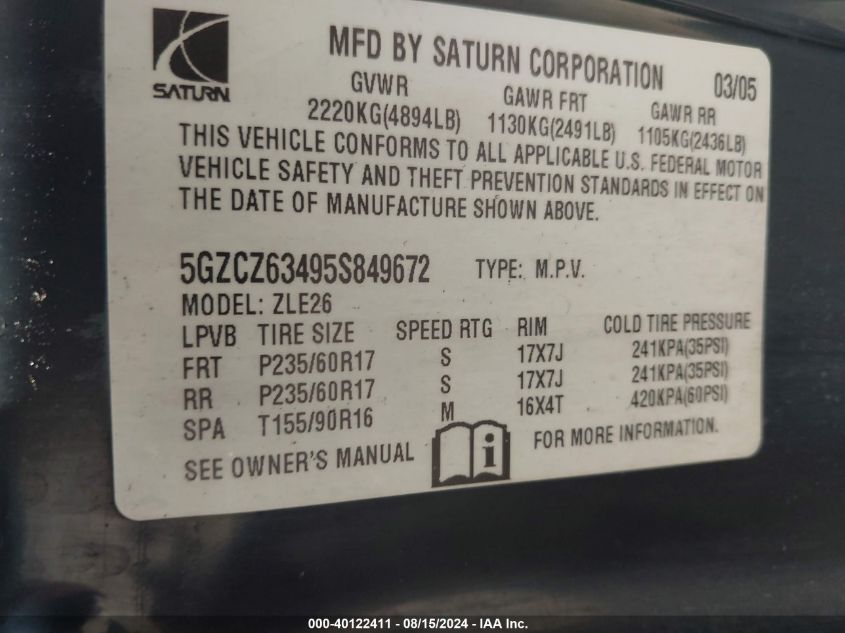 SATURN
MFD BY SATURN CORPORATION 03/05
GVWR GAWR FRT GAWR RR
2220KG(4894LB) 1130KG(2491LB) 1105KG(2436LB)
THIS VEHICLE CONFORMS TO ALL APPLICABLE U.S. FEDERAL MOTOR
VEHICLE SAFETY AND THEFT PREVENTION STANDARDS IN EFFECT ON
THE DATE OF MANUFACTURE SHOWN ABOVE.
5GZCZ63495S849672 TYPE: M.P.V.
MODEL: ZLE26
LPVB TIRE SIZE SPEED RTG RIM COLD TIRE PRESSURE
FRT P235/60R17 S 17X7J 241KPA(35PSI)
RR P235/60R17 S 17X7J 241KPA(35PSI)
SPA T155/90R16 M 16X4T 420KPA(60PSI)
SEE OWNER'S MANUAL i FOR MORE INFORMATION.
000-40122411 - 08/15/2024 - IAA Inc.